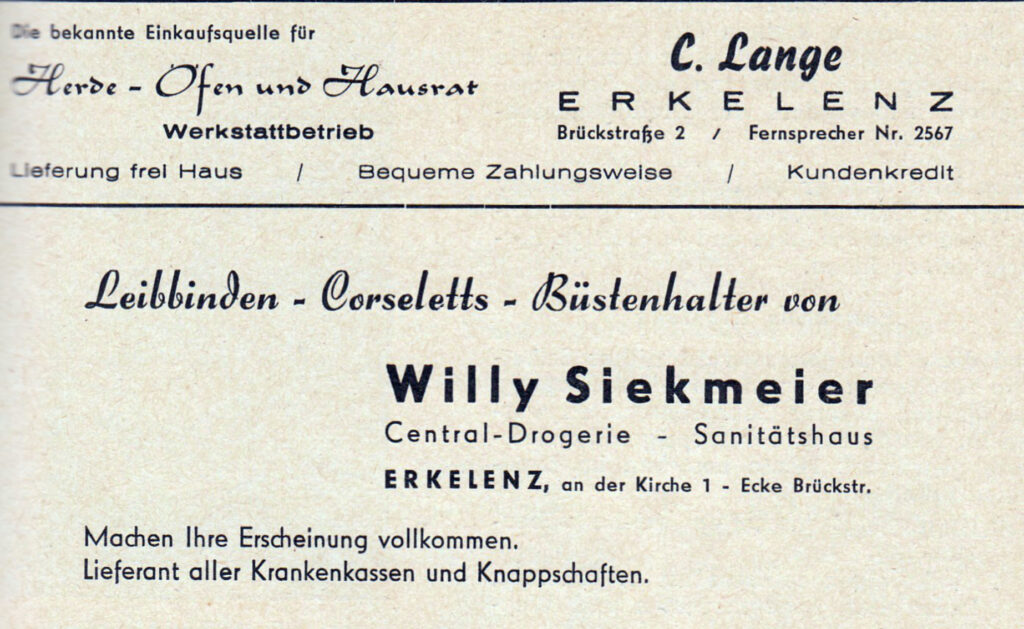 Die bekannte Einkaufsquelle für
Herde - Öfen und Hausrat
Werkstattbetrieb
C. Lange
ERKELENZ
Brückstraße 2 / Fernsprecher Nr. 2567
Lieferung frei Haus / Bequeme Zahlungsweise / Kundenkredit
Leibbinden - Corseletts - Büstenhalter von
Willy Siekmeier
Central-Drogerie - Sanitätshaus
ERKELENZ, an der Kirche 1 - Ecke Brückstr.
Machen Ihre Erscheinung vollkommen.
Lieferant aller Krankenkassen und Knappschaften.